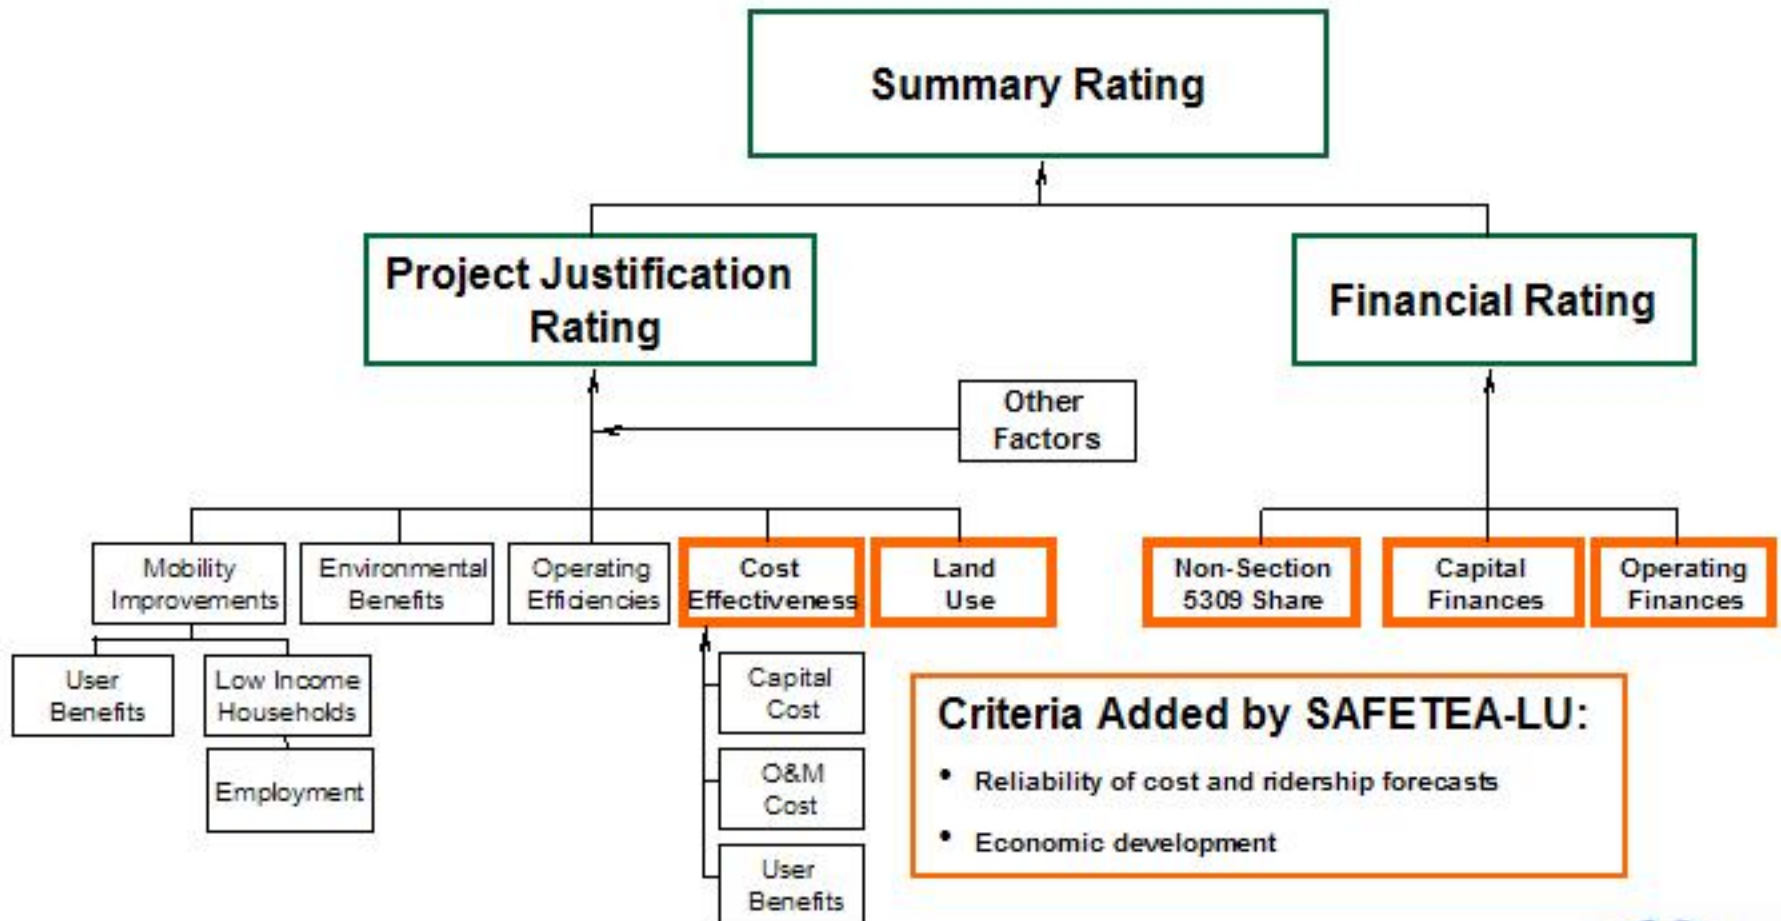 Summary Rating
Project Justification
Rating
Financial Rating
Other
Factors
Mobility
Improvements
Environmental
Benefits
Operating
Efficiencies
Cost
Effectiveness
Land
Use
Non-Section
5309 Share
Capital
Finances
Operating
Finances
User
Benefits
Low Income
Households
Employment
Capital
Cost
O&M
Cost
User
Benefits
Criteria Added by SAFETEA-LU:
• Reliability of cost and ridership forecasts
• Economic development